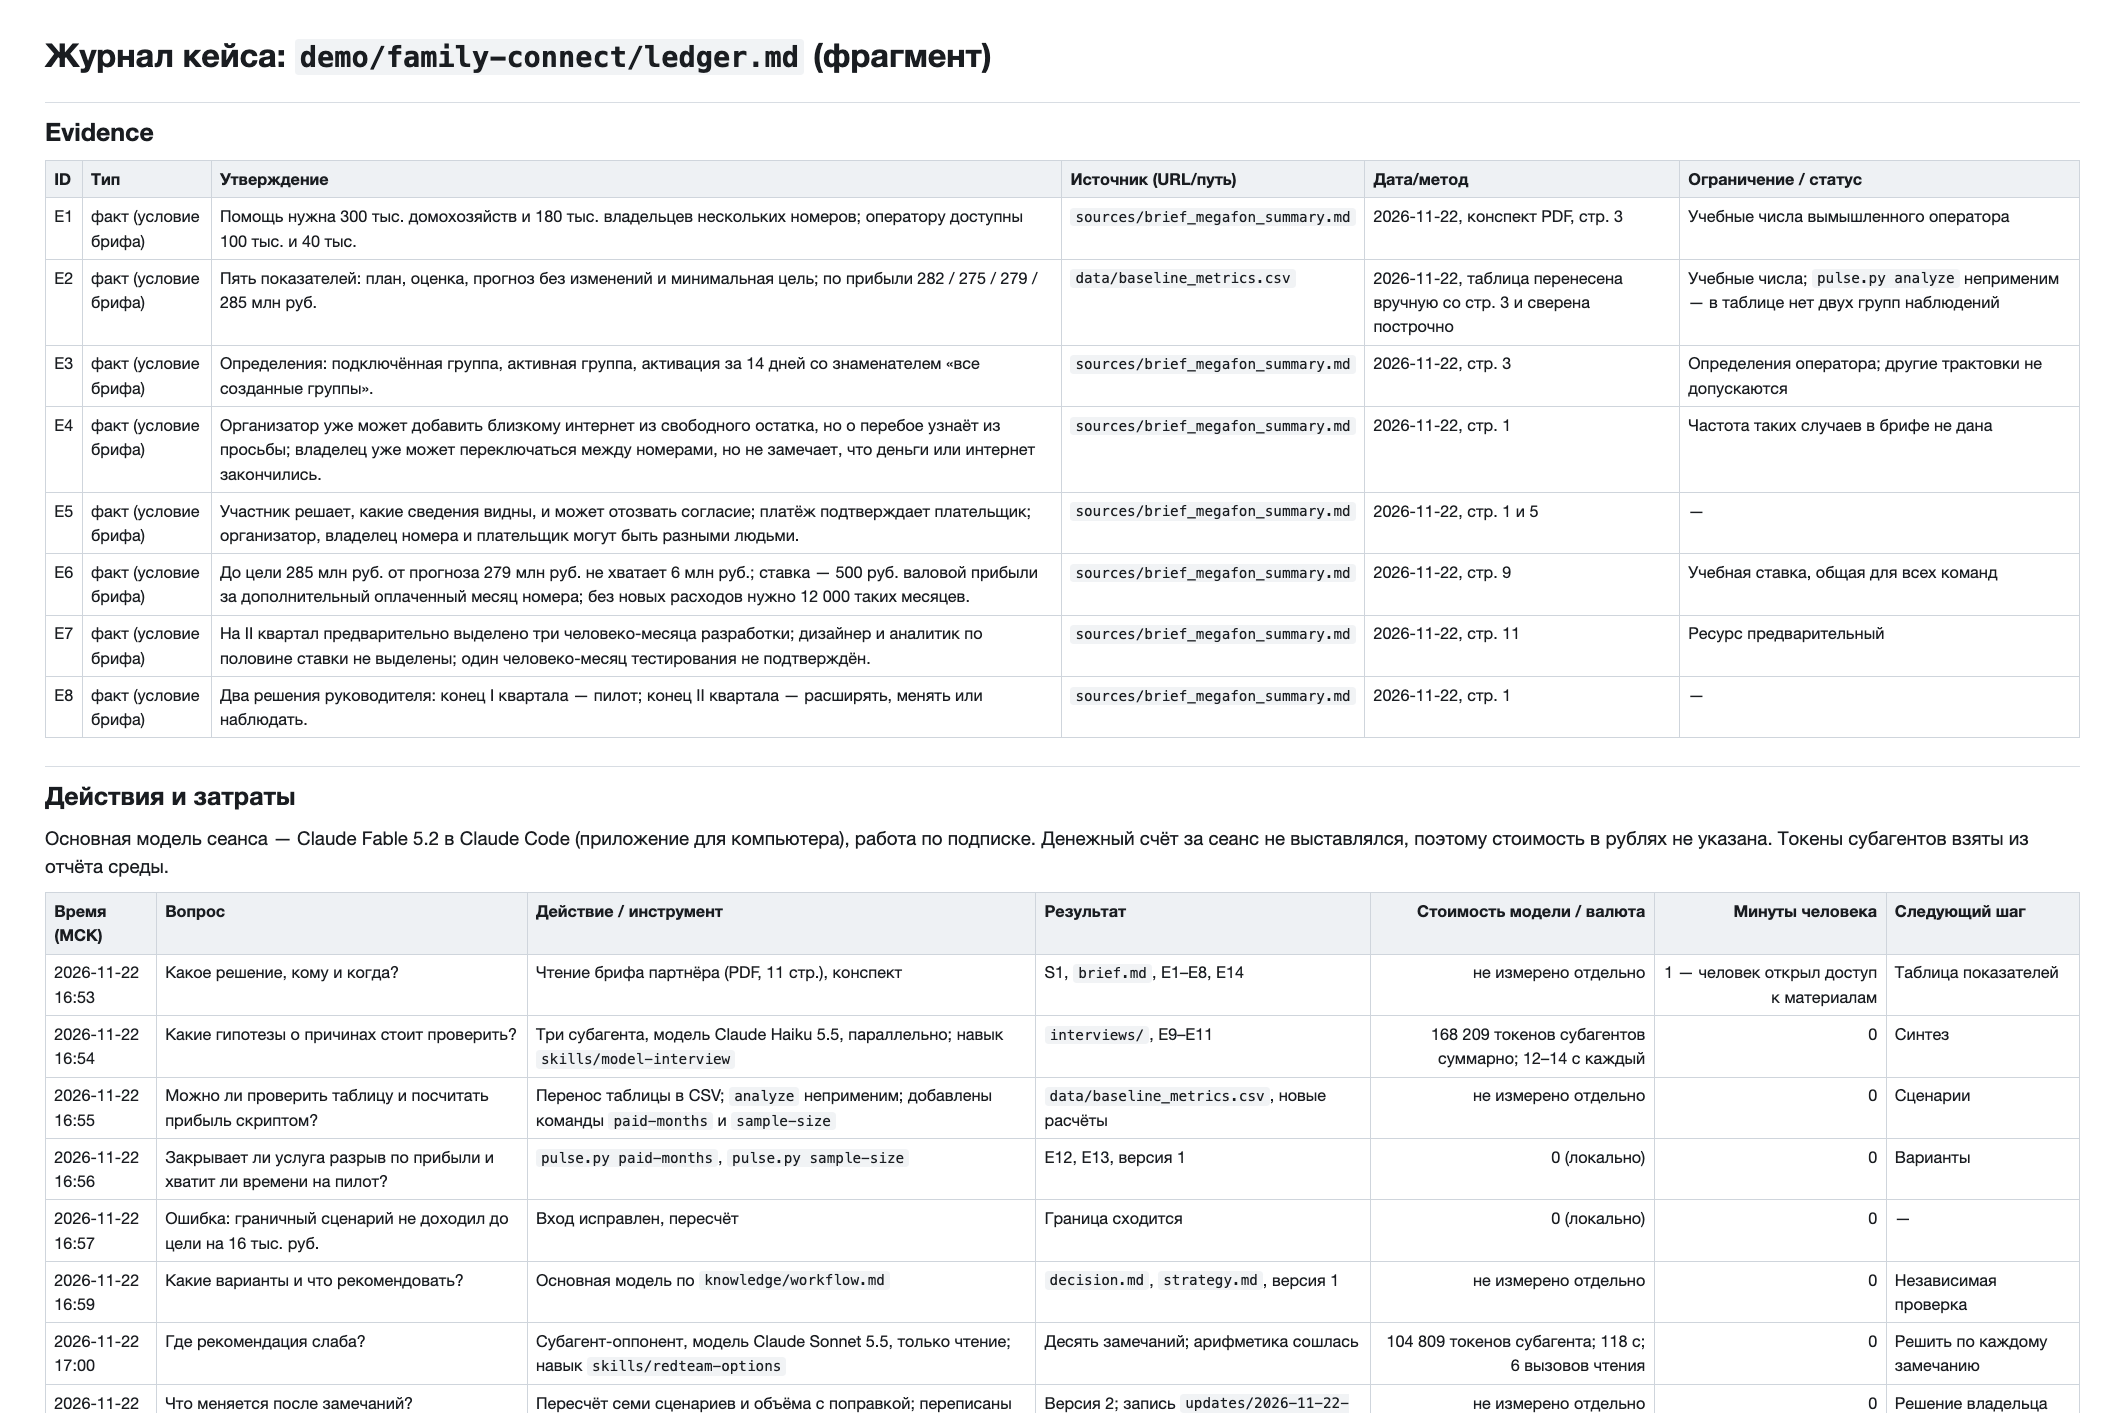 Журнал кейса: demo/family-connect/ledger.md (фрагмент)
Evidence
ID Тип Утверждение Источник (URL/путь) Дата/метод Ограничение / статус
E1 факт (условие Помощь нужна 300 тыс. домохозяйств и 180 тыс. владельцев нескольких номеров; оператору доступны sources/brief_megafon_summary.md 2026-11-22, конспект PDF, стр. 3 Учебные числа вымышленного оператора
брифа) 100 тыс. и 40 тыс.
E2 факт (условие Пять показателей: план, оценка, прогноз без изменений и минимальная цель; по прибыли 282 / 275 / 279 / data/baseline_metrics.csv 2026-11-22, таблица перенесена Учебные числа; pulse.py analyze неприменим
брифа) 285 млн руб. вручную со стр. 3 и сверена — в таблице нет двух групп наблюдений
построчно
E3 факт (условие Определения: подключённая группа, активная группа, активация за 14 дней со знаменателем «все sources/brief_megafon_summary.md 2026-11-22, стр. 3 Определения оператора; другие трактовки не
брифа) созданные группы». допускаются
E4 факт (условие Организатор уже может добавить близкому интернет из свободного остатка, но о перебое узнаёт из sources/brief_megafon_summary.md 2026-11-22, стр. 1 Частота таких случаев в брифе не дана
брифа) просьбы; владелец уже может переключаться между номерами, но не замечает, что деньги или интернет
закончились.
E5 факт (условие Участник решает, какие сведения видны, и может отозвать согласие; платёж подтверждает плательщик; sources/brief_megafon_summary.md 2026-11-22, стр. 1 и 5 —
брифа) организатор, владелец номера и плательщик могут быть разными людьми.
E6 факт (условие До цели 285 млн руб. от прогноза 279 млн руб. не хватает 6 млн руб.; ставка — 500 руб. валовой прибыли sources/brief_megafon_summary.md 2026-11-22, стр. 9 Учебная ставка, общая для всех команд
брифа) за дополнительный оплаченный месяц номера; без новых расходов нужно 12 000 таких месяцев.
E7 факт (условие На II квартал предварительно выделено три человеко-месяца разработки; дизайнер и аналитик по sources/brief_megafon_summary.md 2026-11-22, стр. 11 Ресурс предварительный
брифа) половине ставки не выделены; один человеко-месяц тестирования не подтверждён.
E8 факт (условие Два решения руководителя: конец I квартала — пилот; конец II квартала — расширять, менять или sources/brief_megafon_summary.md 2026-11-22, стр. 1 —
брифа) наблюдать.
Действия и затраты
Основная модель сеанса — Claude Fable 5.2 в Claude Code (приложение для компьютера), работа по подписке. Денежный счёт за сеанс не выставлялся, поэтому стоимость в рублях не указана. Токены субагентов взяты из
отчёта среды.
Время Вопрос Действие / инструмент Результат Стоимость модели / валюта Минуты человека Следующий шаг
(МСК)
2026-11-22 Какое решение, кому и когда? Чтение брифа партнёра (PDF, 11 стр.), конспект S1, brief.md, E1–E8, E14 не измерено отдельно 1 — человек открыл доступ Таблица показателей
16:53 к материалам
2026-11-22 Какие гипотезы о причинах стоит проверить? Три субагента, модель Claude Haiku 5.5, параллельно; навык interviews/, E9–E11 168 209 токенов субагентов 0 Синтез
16:54 skills/model-interview суммарно; 12–14 с каждый
2026-11-22 Можно ли проверить таблицу и посчитать Перенос таблицы в CSV; analyze неприменим; добавлены data/baseline_metrics.csv, новые не измерено отдельно 0 Сценарии
16:55 прибыль скриптом? команды paid-months и sample-size расчёты
2026-11-22 Закрывает ли услуга разрыв по прибыли и pulse.py paid-months, pulse.py sample-size E12, E13, версия 1 0 (локально) 0 Варианты
16:56 хватит ли времени на пилот?
2026-11-22 Ошибка: граничный сценарий не доходил до Вход исправлен, пересчёт Граница сходится 0 (локально) 0 —
16:57 цели на 16 тыс. руб.
2026-11-22 Какие варианты и что рекомендовать? Основная модель по knowledge/workflow.md decision.md, strategy.md, версия 1 не измерено отдельно 0 Независимая
16:59 проверка
2026-11-22 Где рекомендация слаба? Субагент-оппонент, модель Claude Sonnet 5.5, только чтение; Десять замечаний; арифметика сошлась 104 809 токенов субагента; 118 с; 0 Решить по каждому
17:00 навык skills/redteam-options 6 вызовов чтения замечанию
2026-11-22 Что меняется после замечаний? Пересчёт семи сценариев и объёма с поправкой; переписаны Версия 2; запись updates/2026-11-22- не измерено отдельно 0 Решение владельца